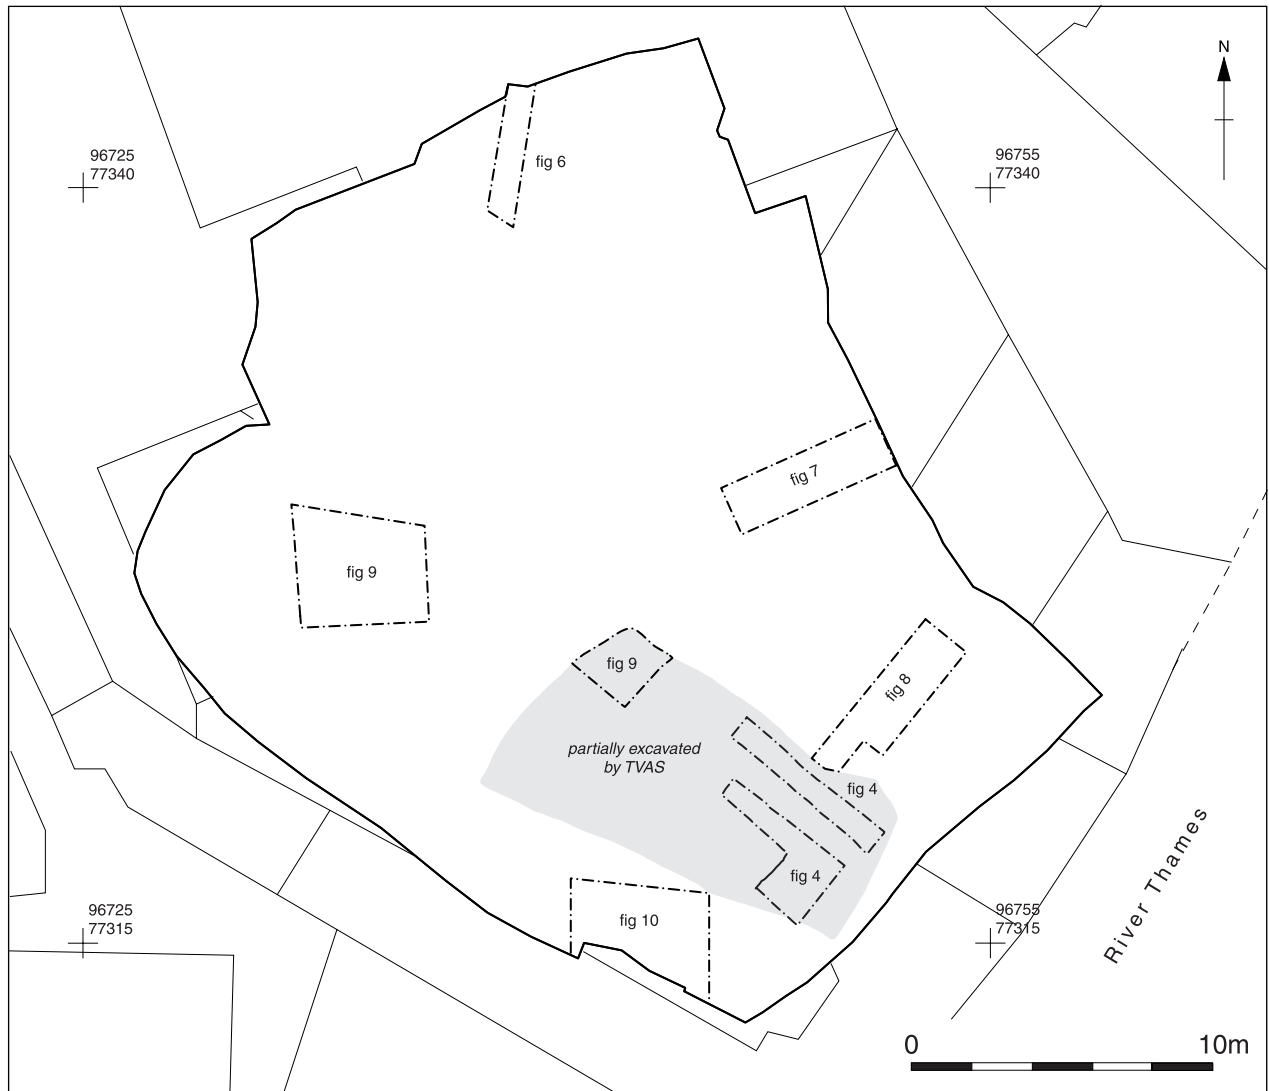 N
96725
77340
fig 6
96755
77340
fig 7
fig 9
fig 9
fig 8
partially excavated
by TVAS
fig 4
fig 4
fig 10
96725
77315
96755
77315
River Thames
0 10m